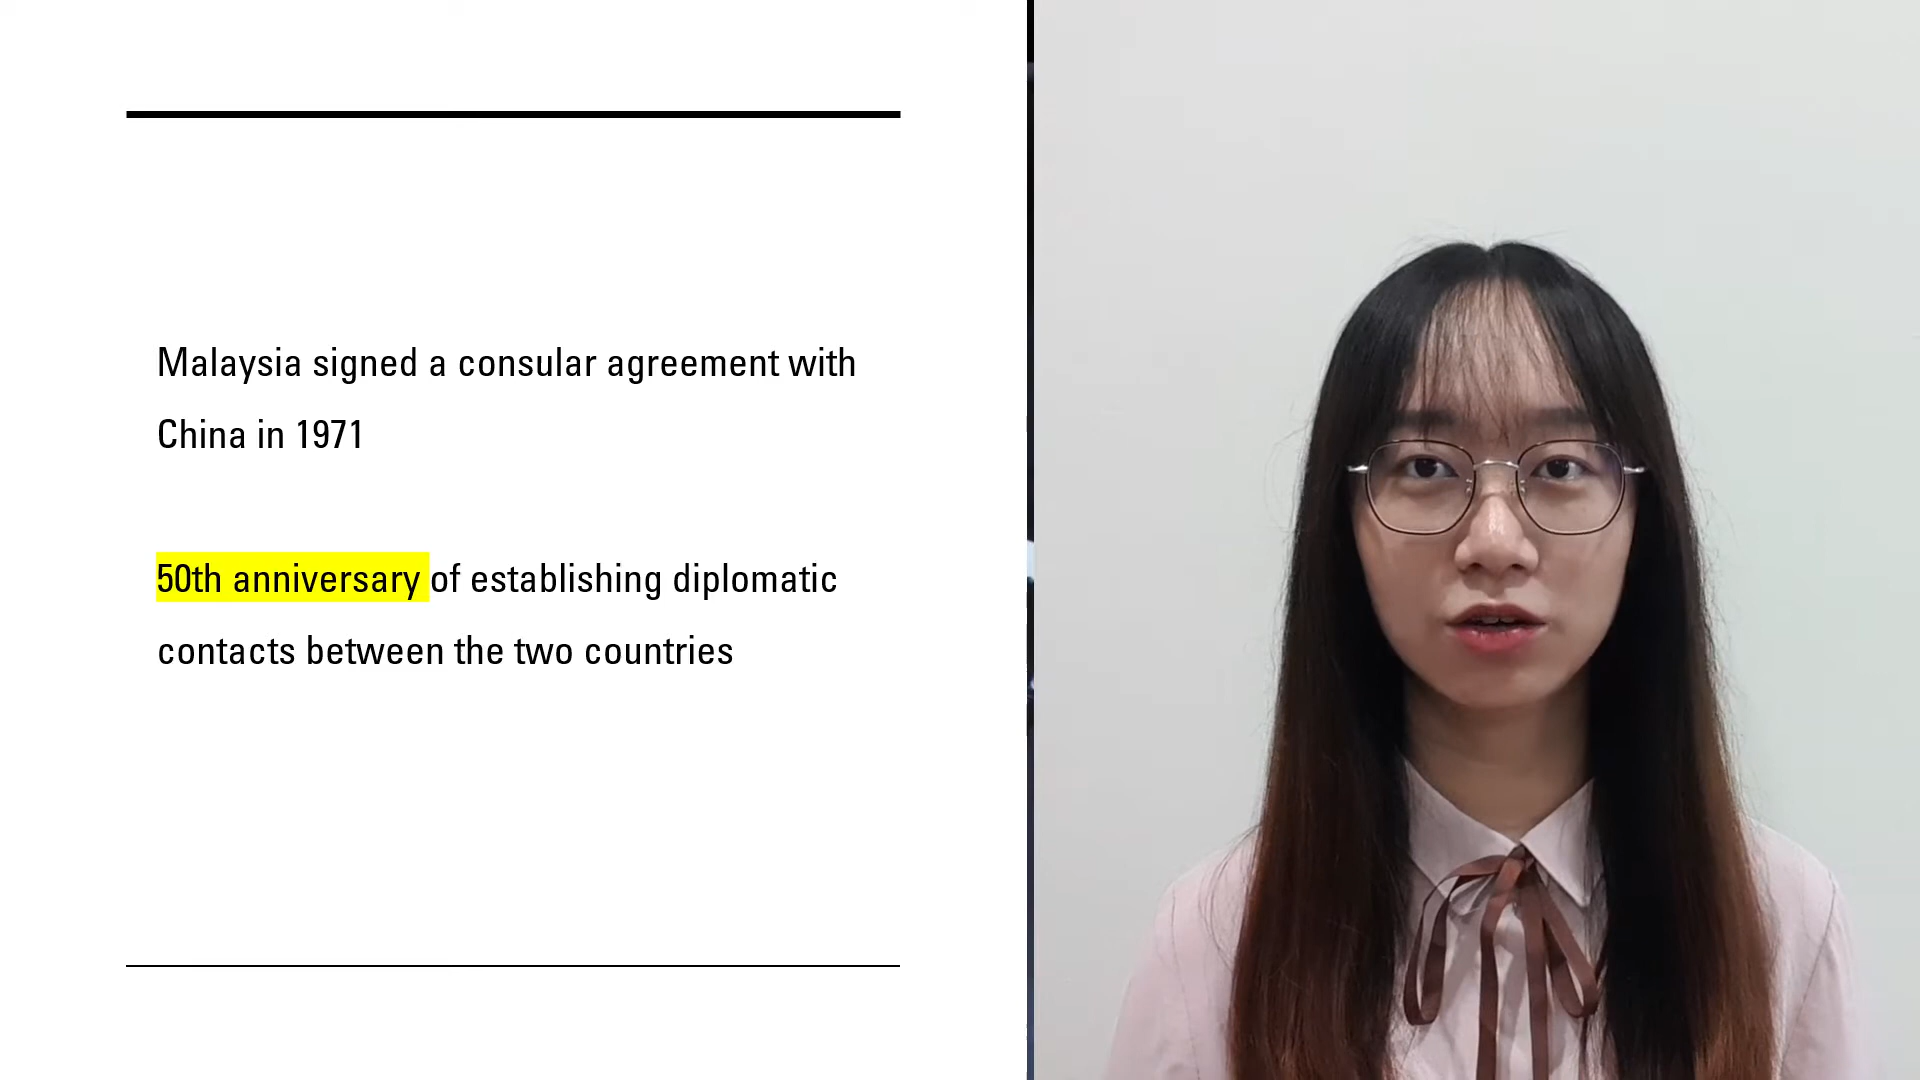 Malaysia signed a consular agreement with
China in 1971
50th anniversary of establishing diplomatic
contacts between the two countries